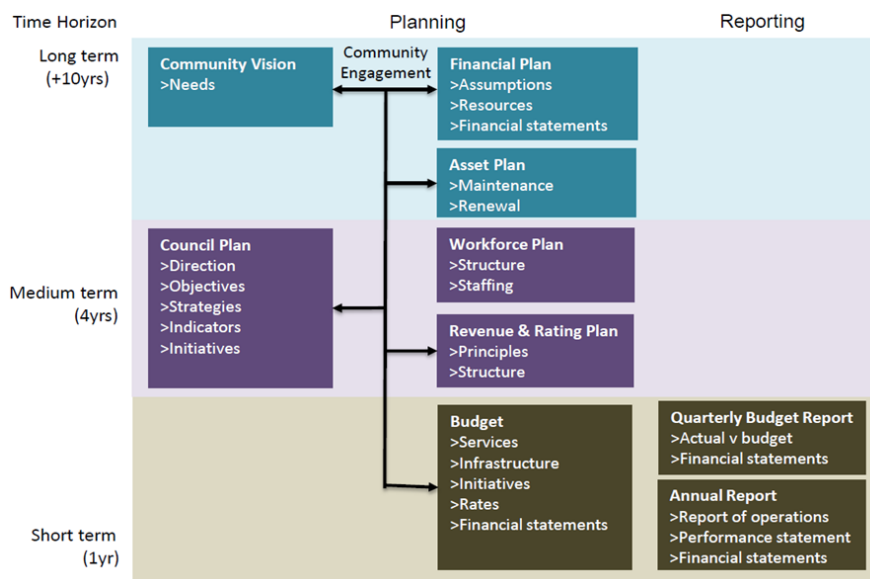 Time Horizon
Planning
Reporting
Long term
(+10yrs)
Community Vision
>Needs
Community
Engagement
Financial Plan
>Assumptions
>Resources
>Financial statements
Asset Plan
>Maintenance
>Renewal
Medium term
(4yrs)
Council Plan
>Direction
>Objectives
>Strategies
>Indicators
>Initiatives
Workforce Plan
>Structure
>Staffing
Revenue & Rating Plan
>Principles
>Structure
Short term
(1yr)
Budget
>Services
>Infrastructure
>Initiatives
>Rates
>Financial statements
Quarterly Budget Report
>Actual v budget
>Financial statements
Annual Report
>Report of operations
>Performance statement
>Financial statements